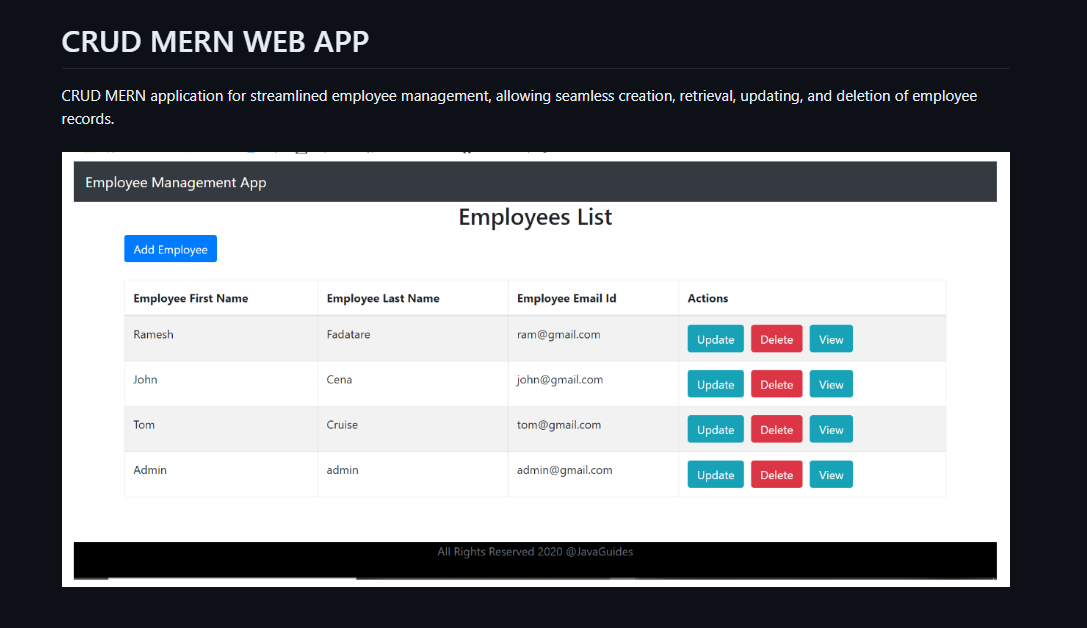 CRUD MERN WEB APP
CRUD MERN application for streamlined employee management, allowing seamless creation, retrieval, updating, and deletion of employee
records.
Employee Management App
Employees List
Add Employee
Employee First Name Employee Last Name Employee Email Id Actions
Ramesh Fadatare ram@gmail.com Update Delete View
John Cena john@gmail.com Update Delete View
Tom Cruise tom@gmail.com Update Delete View
Admin admin admin@gmail.com Update Delete View
All Rights Reserved 2020 @JavaGuides